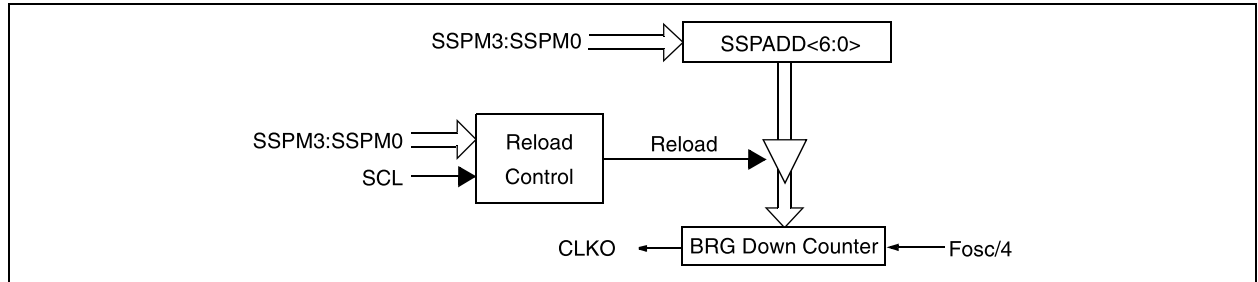 SSPM3:SSPM0
SSPADD<6:0>
SSPM3:SSPM0
SCL
Reload
Control
Reload
CLKO
BRG Down Counter
Fosc/4